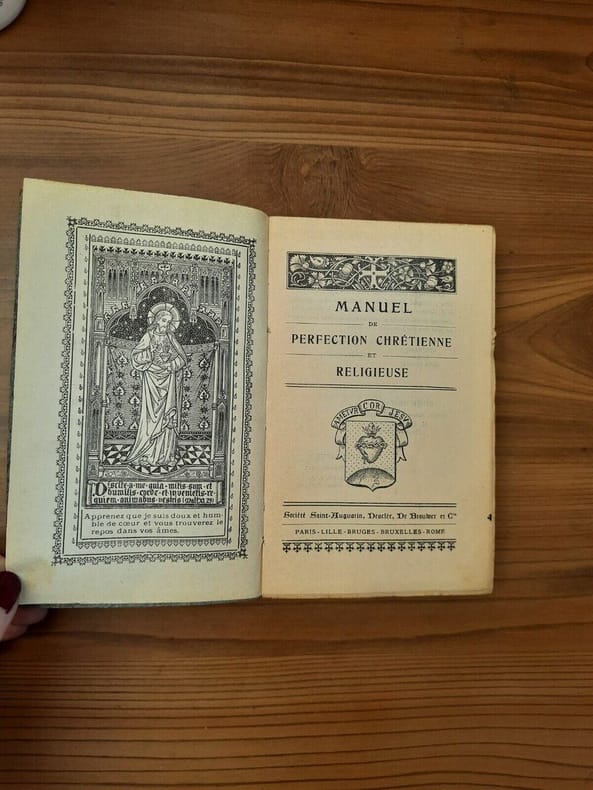 Discite a me quia mitis sum et
humilis corde et invenietis re-
quiem animabus vestris
Apprenez que je suis doux et hum-
ble de cœur et vous trouverez le
repos dans vos âmes.
MANUEL
DE
PERFECTION CHRÉTIENNE
ET
RELIGIEUSE
AMETVR COR JESV
Société Saint-Augustin, Desclée, De Brouwer et Cie
PARIS - LILLE - BRUGES - BRUXELLES - ROME